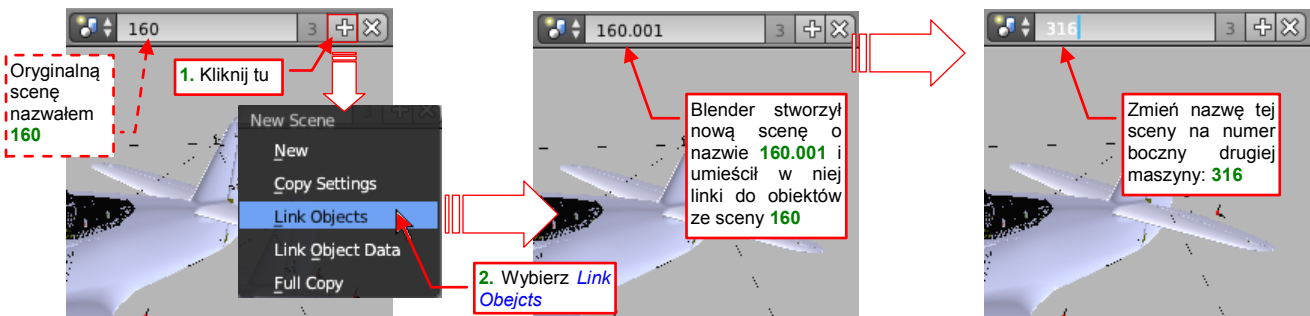 160 3
Oryginalną
scenę
nazwałem
160
1. Kliknij tu
New Scene
New
Copy Settings
Link Objects
Link Object Data
Full Copy
2. Wybierz Link
Obejcts
160.001 3
Blender stworzył
nową scenę o
nazwie 160.001 i
umieścił w niej
linki do obiektów
ze sceny 160
316 3
Zmień nazwę tej
sceny na numer
boczny drugiej
maszyny: 316